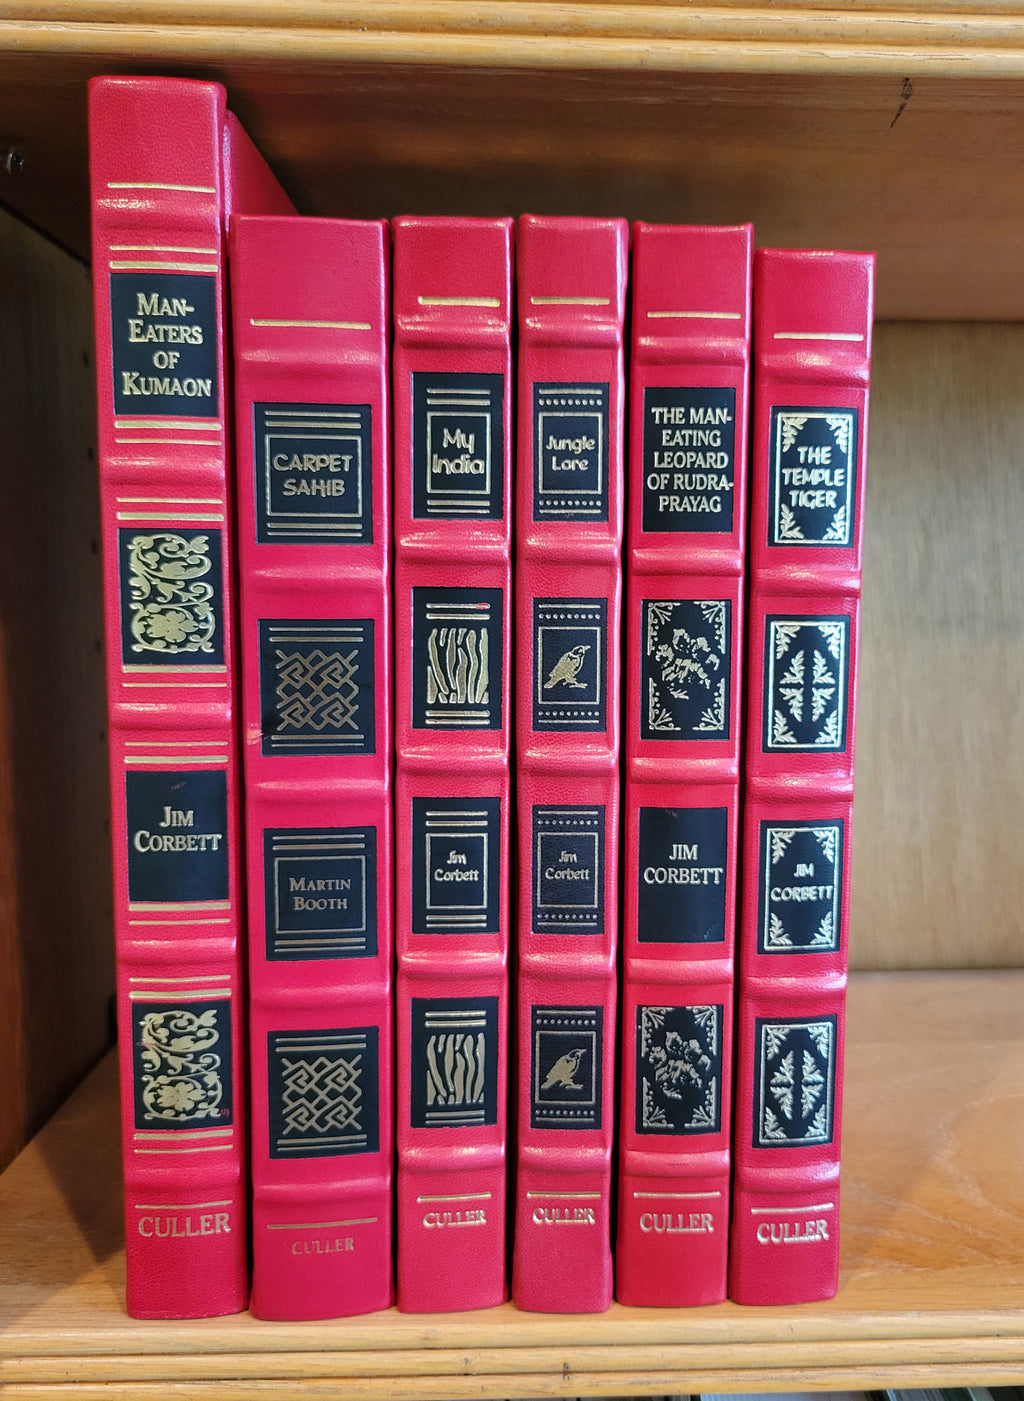 MAN-
EATERS
OF
KUMAON
JIM
CORBETT
CULLER
CARPET
SAHIB
MARTIN
BOOTH
CULLER
My
India
Jim
Corbett
CULLER
Jungle
Lore
Jim
Corbett
CULLER
THE MAN-
EATING
LEOPARD
OF RUDRA-
PRAYAG
JIM
CORBETT
CULLER
THE
TEMPLE
TIGER
JIM
CORBETT
CULLER